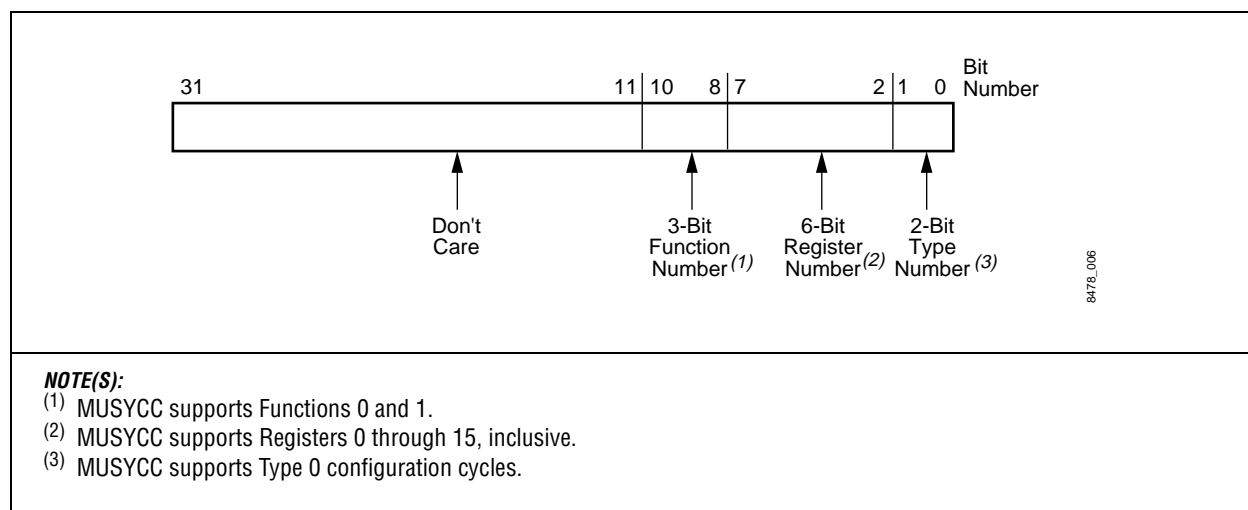 31 11 10 8 7 2 1 0 Bit
Number
Don't
Care
3-Bit
Function
Number (1)
6-Bit
Register
Number (2)
2-Bit
Type
Number (3)
8478_006
NOTE(S):
(1) MUSYCC supports Functions 0 and 1.
(2) MUSYCC supports Registers 0 through 15, inclusive.
(3) MUSYCC supports Type 0 configuration cycles.